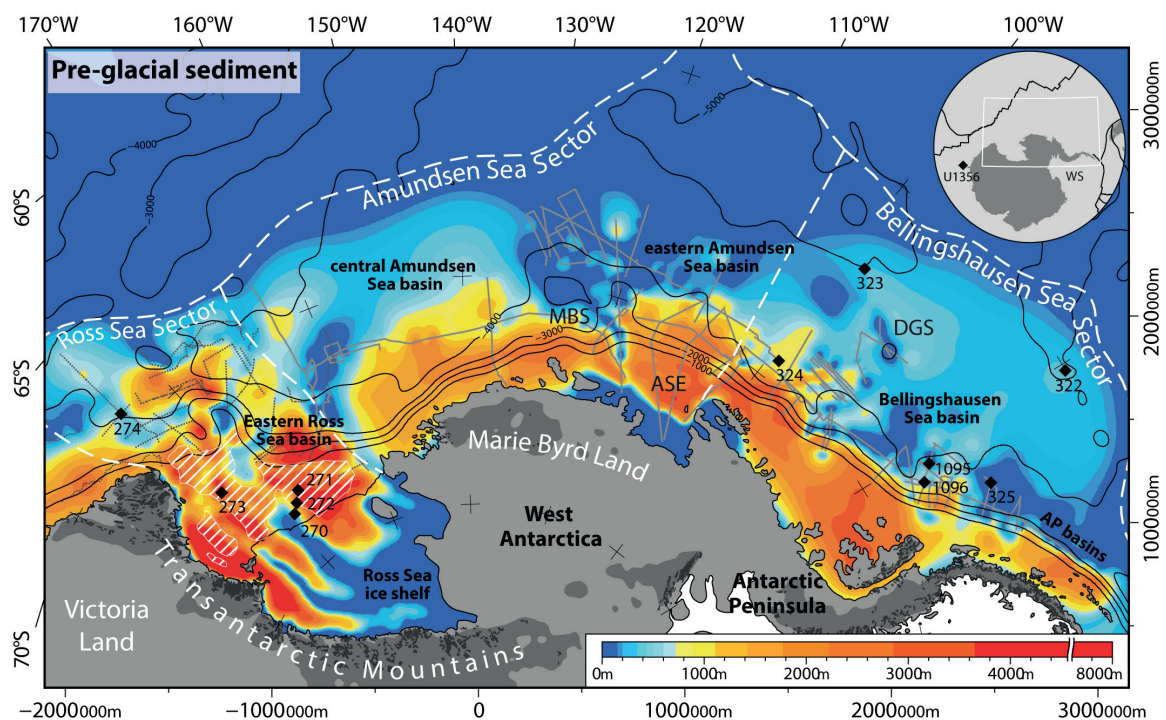 170°W 160°W 150°W 140°W 130°W 120°W 110°W 100°W
Pre-glacial sediment
60°S
65°S
70°S
3000000m
2000000m
1000000m
U1356
WS
−4000
−3000
−5000
Amundsen Sea Sector
Bellingshausen Sea Sector
Ross Sea Sector
central Amundsen
Sea basin
eastern Amundsen
Sea basin
323
−4000
−3000
MBS
DGS
−2000
−1000
324
322
ASE
Bellingshausen
Sea basin
274
Eastern Ross
Sea basin
Marie Byrd Land
271
273
272
270
1095
1096
325
West
Antarctica
AP basins
Ross Sea
ice shelf
Antarctic
Peninsula
Victoria
Land
Transantarctic Mountains
0m 1000m 2000m 3000m 4000m 8000m
−2000000m −1000000m 0 1000000m 2000000m 3000000m